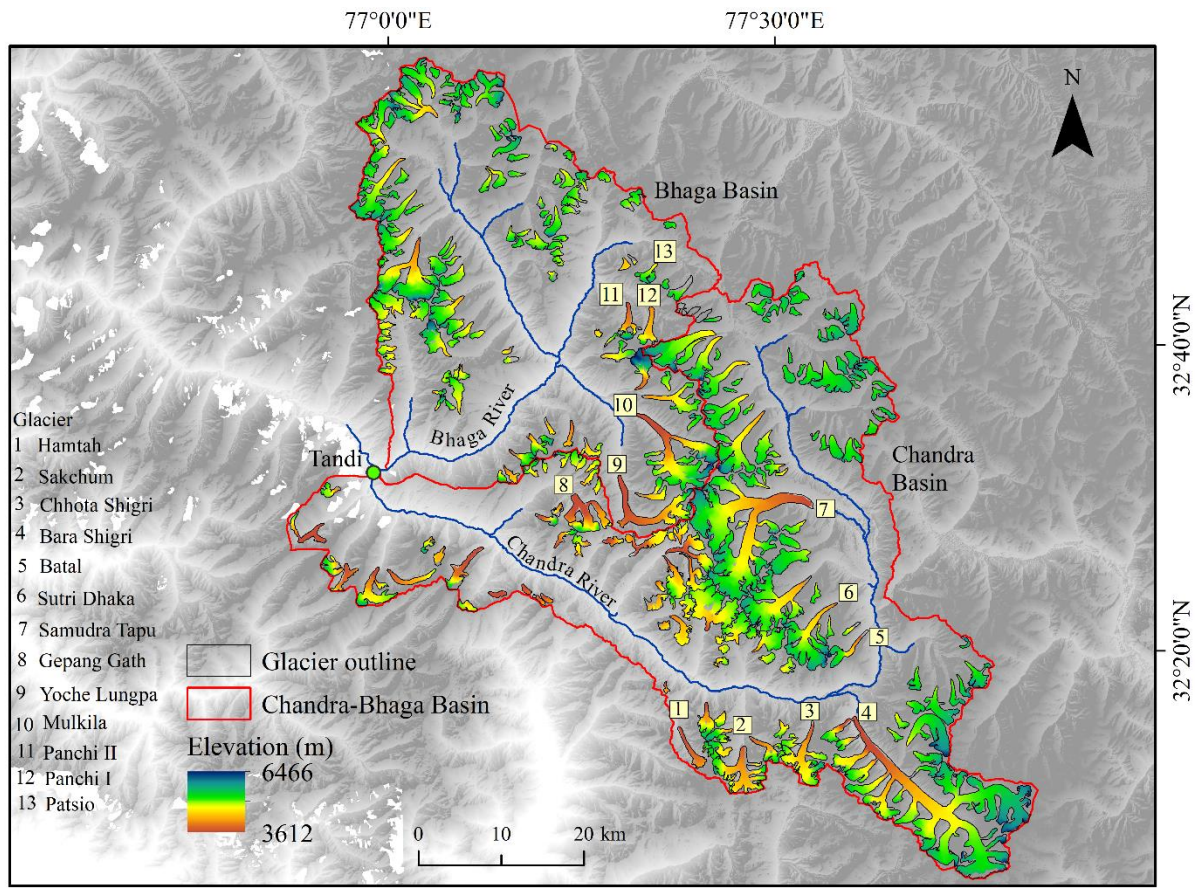 77°0'0"E
77°30'0"E
N
Bhaga Basin
13
11
12
32°40'0"N
10
Bhaga River
Chandra
Basin
Glacier
1 Hamtah
2 Sakchum
3 Chhota Shigri
4 Bara Shigri
5 Batal
6 Sutri Dhaka
7 Samudra Tapu
8 Gepang Gath
9 Yoche Lungpa
10 Mulkila
11 Panchi II
12 Panchi I
13 Patsio
Tandi
9
8
7
Chandra River
6
5
32°20'0"N
Glacier outline
Chandra-Bhaga Basin
1
2
3
4
Elevation (m)
6466
3612
0
10
20 km